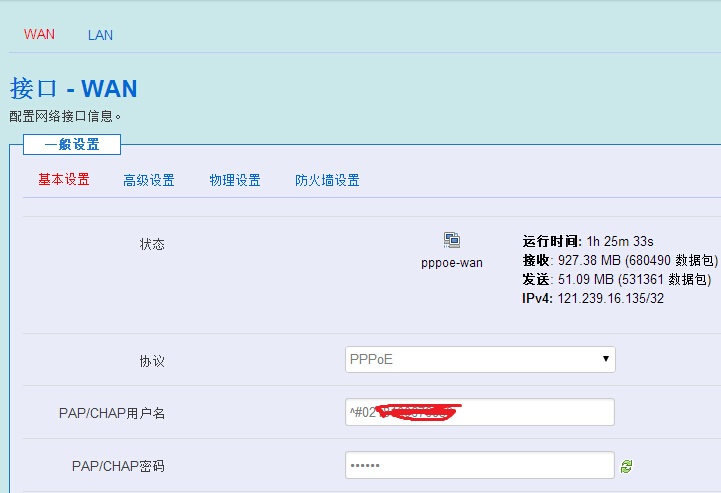 WAN LAN
接口 - WAN
配置网络接口信息。
一般设置
基本设置 高级设置 物理设置 防火墙设置
状态
pppoe-wan
运行时间: 1h 25m 33s
接收: 927.38 MB (680490 数据包)
发送: 51.09 MB (531361 数据包)
IPv4: 121.239.16.135/32
协议 PPPoE
PAP/CHAP用户名 ^#02
PAP/CHAP密码 ••••••